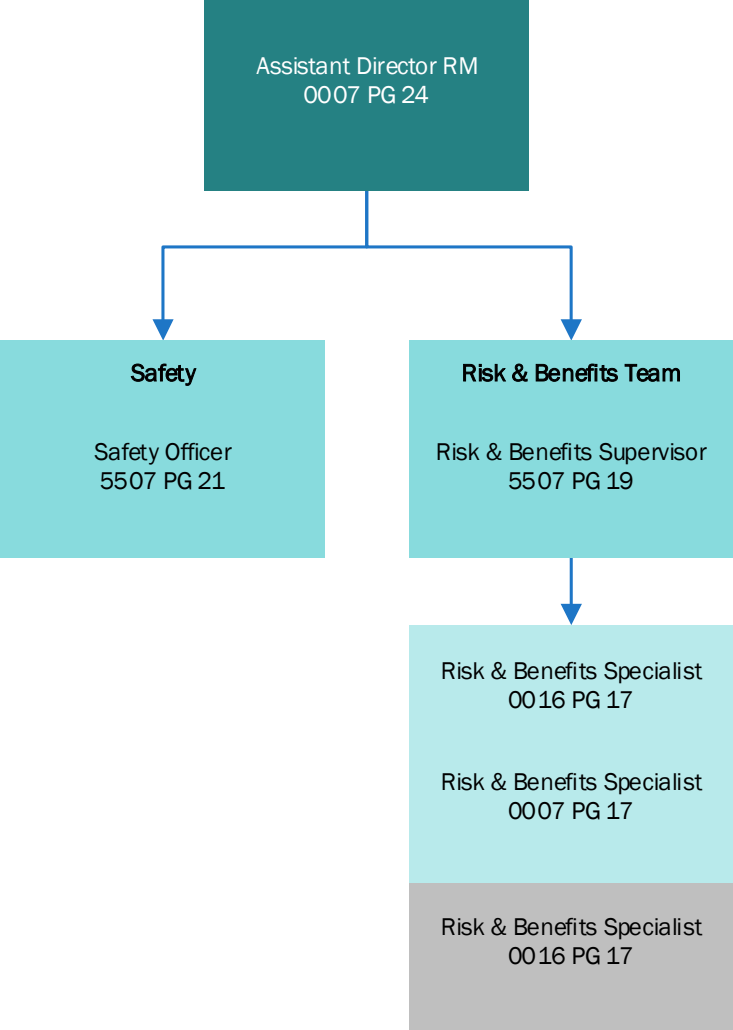 Assistant Director RM
0007 PG 24
Safety
Safety Officer
5507 PG 21
Risk & Benefits Team
Risk & Benefits Supervisor
5507 PG 19
Risk & Benefits Specialist
0016 PG 17
Risk & Benefits Specialist
0007 PG 17
Risk & Benefits Specialist
0016 PG 17